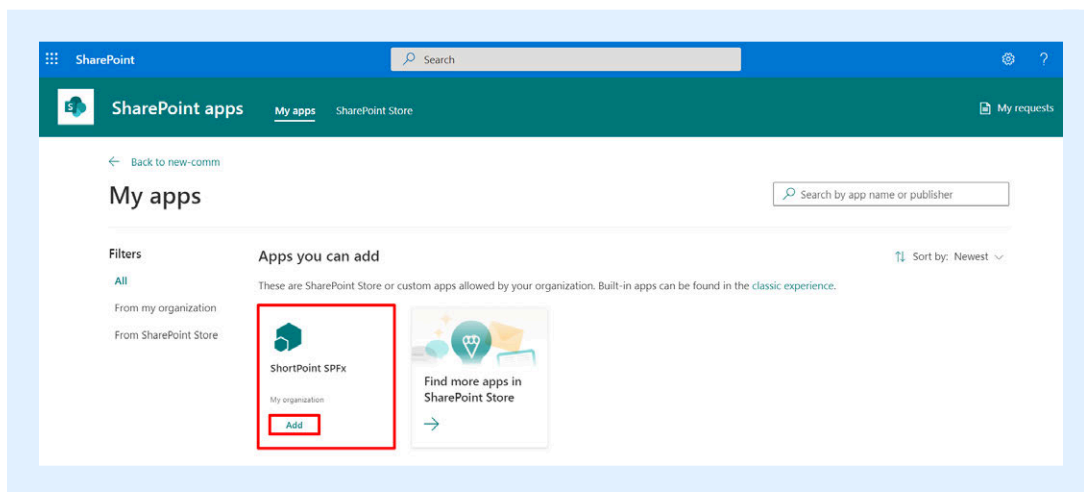 SharePoint
Search
?
S
SharePoint apps
My apps
SharePoint Store
My requests
Back to new-comm
My apps
Search by app name or publisher
Filters
All
From my organization
From SharePoint Store
Apps you can add
Sort by: Newest
These are SharePoint Store or custom apps allowed by your organization. Built-in apps can be found in the classic experience.
ShortPoint SPFx
My organization
Add
Find more apps in
SharePoint Store